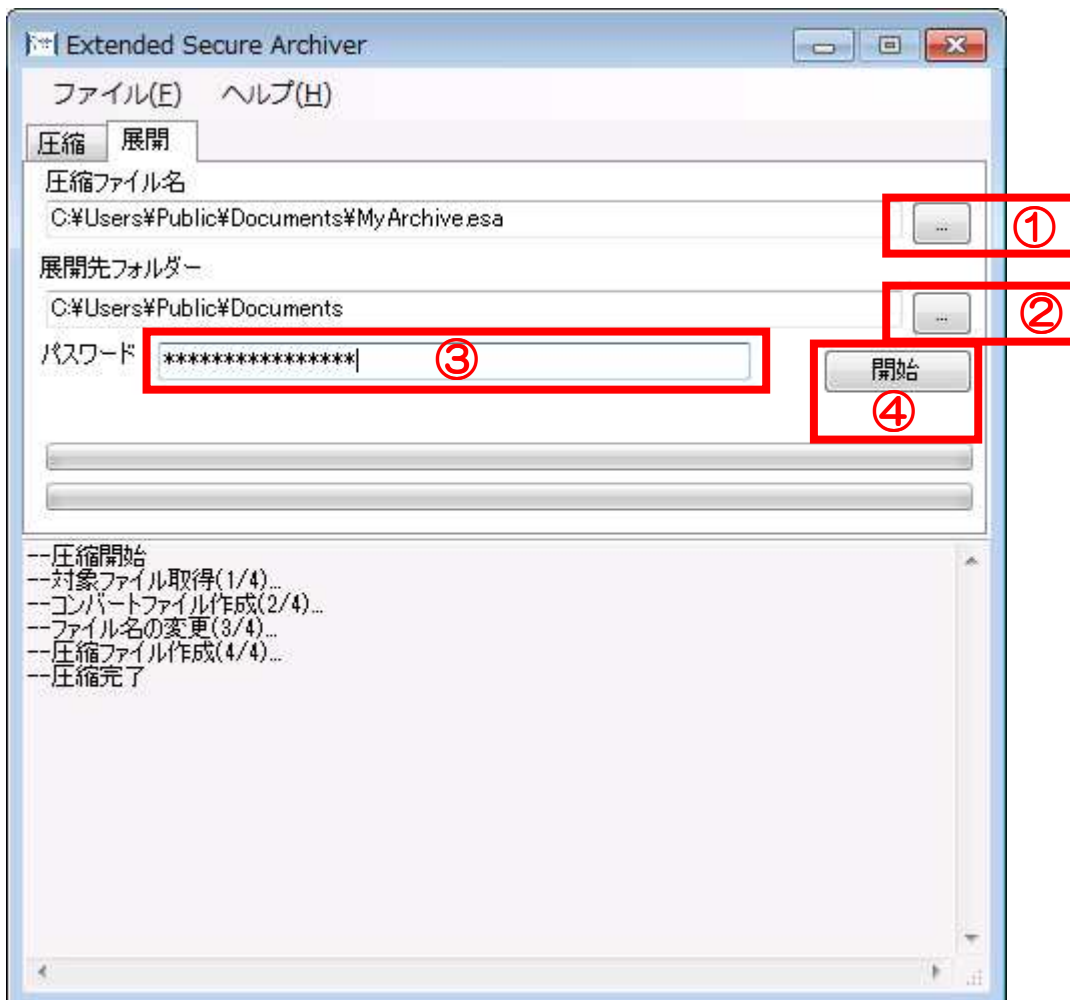 Extended Secure Archiver
ファイル(F) ヘルプ(H)
圧縮 展開
圧縮ファイル名
C:¥Users¥Public¥Documents¥MyArchive.esa ... ①
展開先フォルダー
C:¥Users¥Public¥Documents ... ②
パスワード **************** ③ 開始
④
--圧縮開始
--対象ファイル取得(1/4)...
--コンバートファイル作成(2/4)...
--ファイル名の変更(3/4)...
--圧縮ファイル作成(4/4)...
--圧縮完了